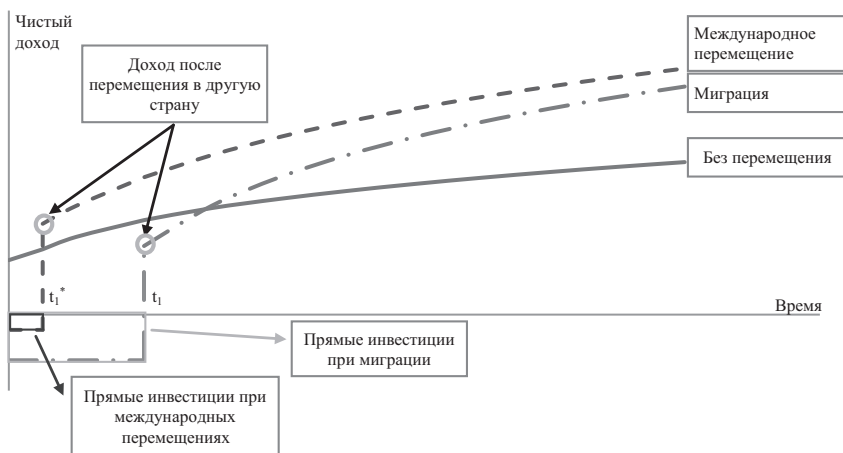 Чистый
доход
Доход после
перемещения в другую
страну
Международное
перемещение
Миграция
Без перемещения
t₁*
t₁
Время
Прямые инвестиции
при миграции
Прямые инвестиции при
международных
перемещениях